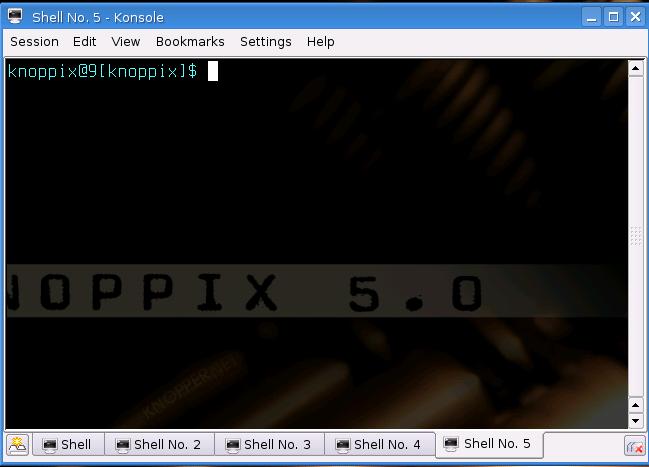 Shell No. 5 - Konsole
Session Edit View Bookmarks Settings Help
knoppix@9[knoppix]$
NOPPIX 5.0
KNOPPER.NET
Shell Shell No. 2 Shell No. 3 Shell No. 4 Shell No. 5